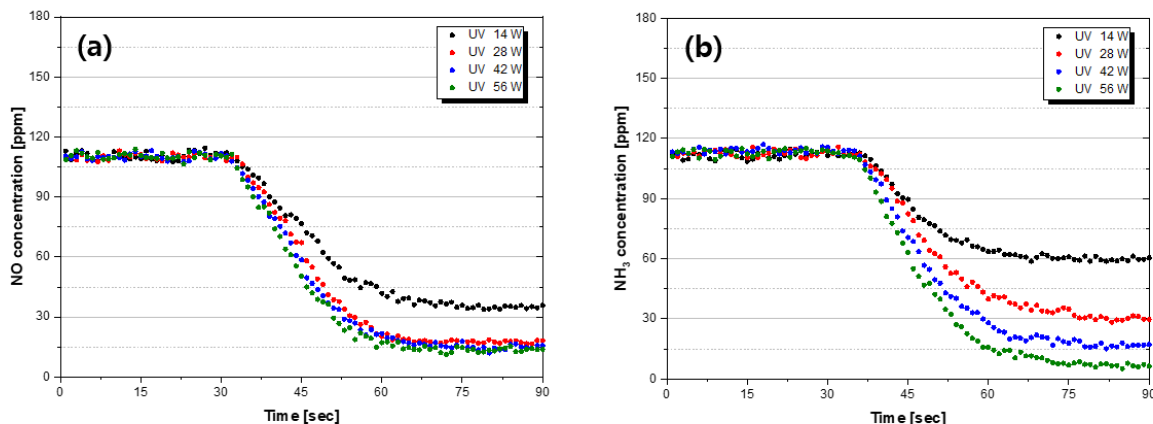 (a)
UV 14 W
UV 28 W
UV 42 W
UV 56 W
NO concentration [ppm]
180
150
120
90
60
30
0
0 15 30 45 60 75 90
Time [sec]
(b)
UV 14 W
UV 28 W
UV 42 W
UV 56 W
NH₃ concentration [ppm]
180
150
120
90
60
30
0
0 15 30 45 60 75 90
Time [sec]